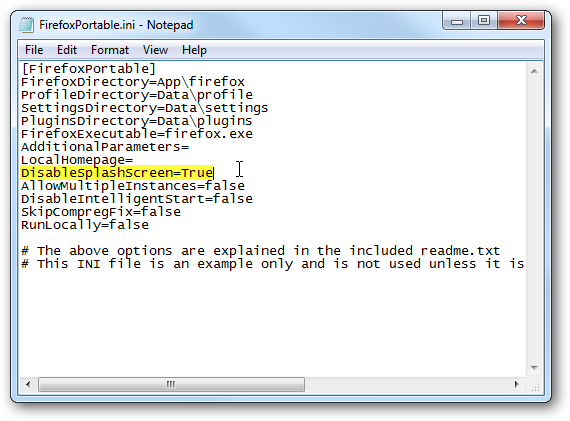 FirefoxPortable.ini - Notepad
File Edit Format View Help
[FirefoxPortable]
FirefoxDirectory=App\firefox
ProfileDirectory=Data\profile
SettingsDirectory=Data\settings
PluginsDirectory=Data\plugins
FirefoxExecutable=firefox.exe
AdditionalParameters=
LocalHomepage=
DisableSplashScreen=True
AllowMultipleInstances=false
DisableIntelligentStart=false
SkipCompregFix=false
RunLocally=false
# The above options are explained in the included readme.txt
# This INI file is an example only and is not used unless it is